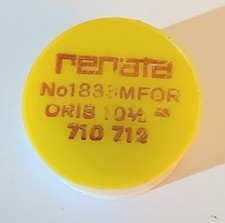 renata
No1833MFOR
ORIS 10½ '''
710 712